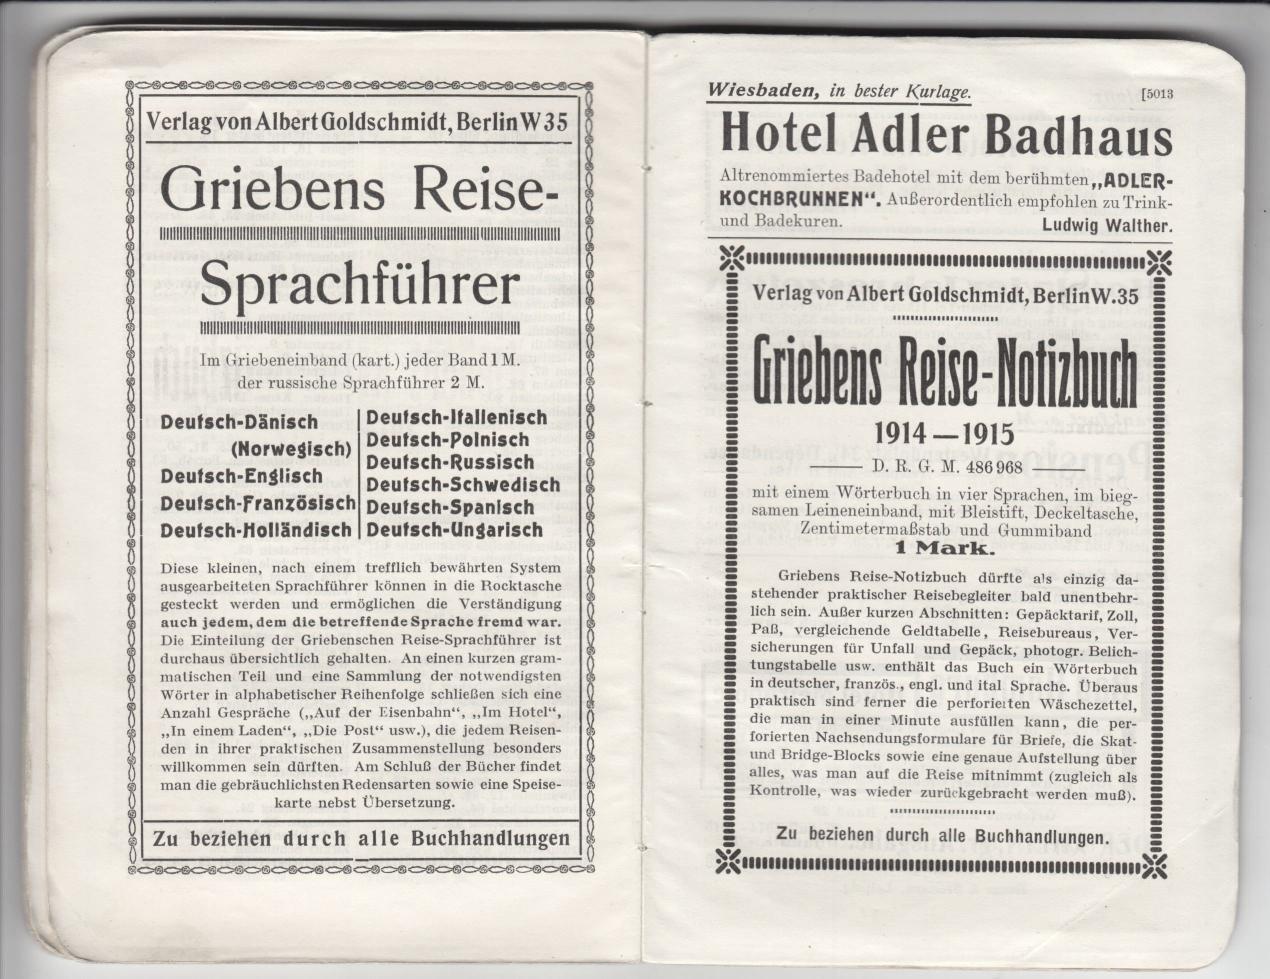 Verlag von Albert Goldschmidt, Berlin W 35
Griebens Reise-
Sprachführer
Im Griebeneinband (kart.) jeder Band 1 M.
der russische Sprachführer 2 M.
Deutsch-Dänisch
(Norwegisch)
Deutsch-Englisch
Deutsch-Französisch
Deutsch-Holländisch
Deutsch-Italienisch
Deutsch-Polnisch
Deutsch-Russisch
Deutsch-Schwedisch
Deutsch-Spanisch
Deutsch-Ungarisch
Diese kleinen, nach einem trefflich bewährten System
ausgearbeiteten Sprachführer können in die Rocktasche
gesteckt werden und ermöglichen die Verständigung
auch jedem, dem die betreffende Sprache fremd war.
Die Einteilung der Griebenschen Reise-Sprachführer ist
durchaus übersichtlich gehalten. An einen kurzen gram-
matischen Teil und eine Sammlung der notwendigsten
Wörter in alphabetischer Reihenfolge schließen sich eine
Anzahl Gespräche („Auf der Eisenbahn“, „Im Hotel“,
„In einem Laden“, „Die Post“ usw.), die jedem Reisen-
den in ihrer praktischen Zusammenstellung besonders
willkommen sein dürften. Am Schluß der Bücher findet
man die gebräuchlichsten Redensarten sowie eine Speise-
karte nebst Übersetzung.
Zu beziehen durch alle Buchhandlungen
Wiesbaden, in bester Kurlage. [5013
Hotel Adler Badhaus
Altrenommiertes Badehotel mit dem berühmten „ADLER-
KOCHBRUNNEN“. Außerordentlich empfohlen zu Trink-
und Badekuren. Ludwig Walther.
Verlag von Albert Goldschmidt, Berlin W. 35
Griebens Reise-Notizbuch
1914 — 1915
D. R. G. M. 486 968
mit einem Wörterbuch in vier Sprachen, im bieg-
samen Leineneinband, mit Bleistift, Deckeltasche,
Zentimetermaßstab und Gummiband
1 Mark.
Griebens Reise-Notizbuch dürfte als einzig da-
stehender praktischer Reisebegleiter bald unentbehr-
lich sein. Außer kurzen Abschnitten: Gepäcktarif, Zoll,
Paß, vergleichende Geldtabelle, Reisebureaus, Ver-
sicherungen für Unfall und Gepäck, photogr. Belich-
tungstabelle usw. enthält das Buch ein Wörterbuch
in deutscher, französ., engl. und ital Sprache. Überaus
praktisch sind ferner die perforierten Wäschezettel,
die man in einer Minute ausfüllen kann, die per-
forierten Nachsendungsformulare für Briefe, die Skat-
und Bridge-Blocks sowie eine genaue Aufstellung über
alles, was man auf die Reise mitnimmt (zugleich als
Kontrolle, was wieder zurückgebracht werden muß).
Zu beziehen durch alle Buchhandlungen.